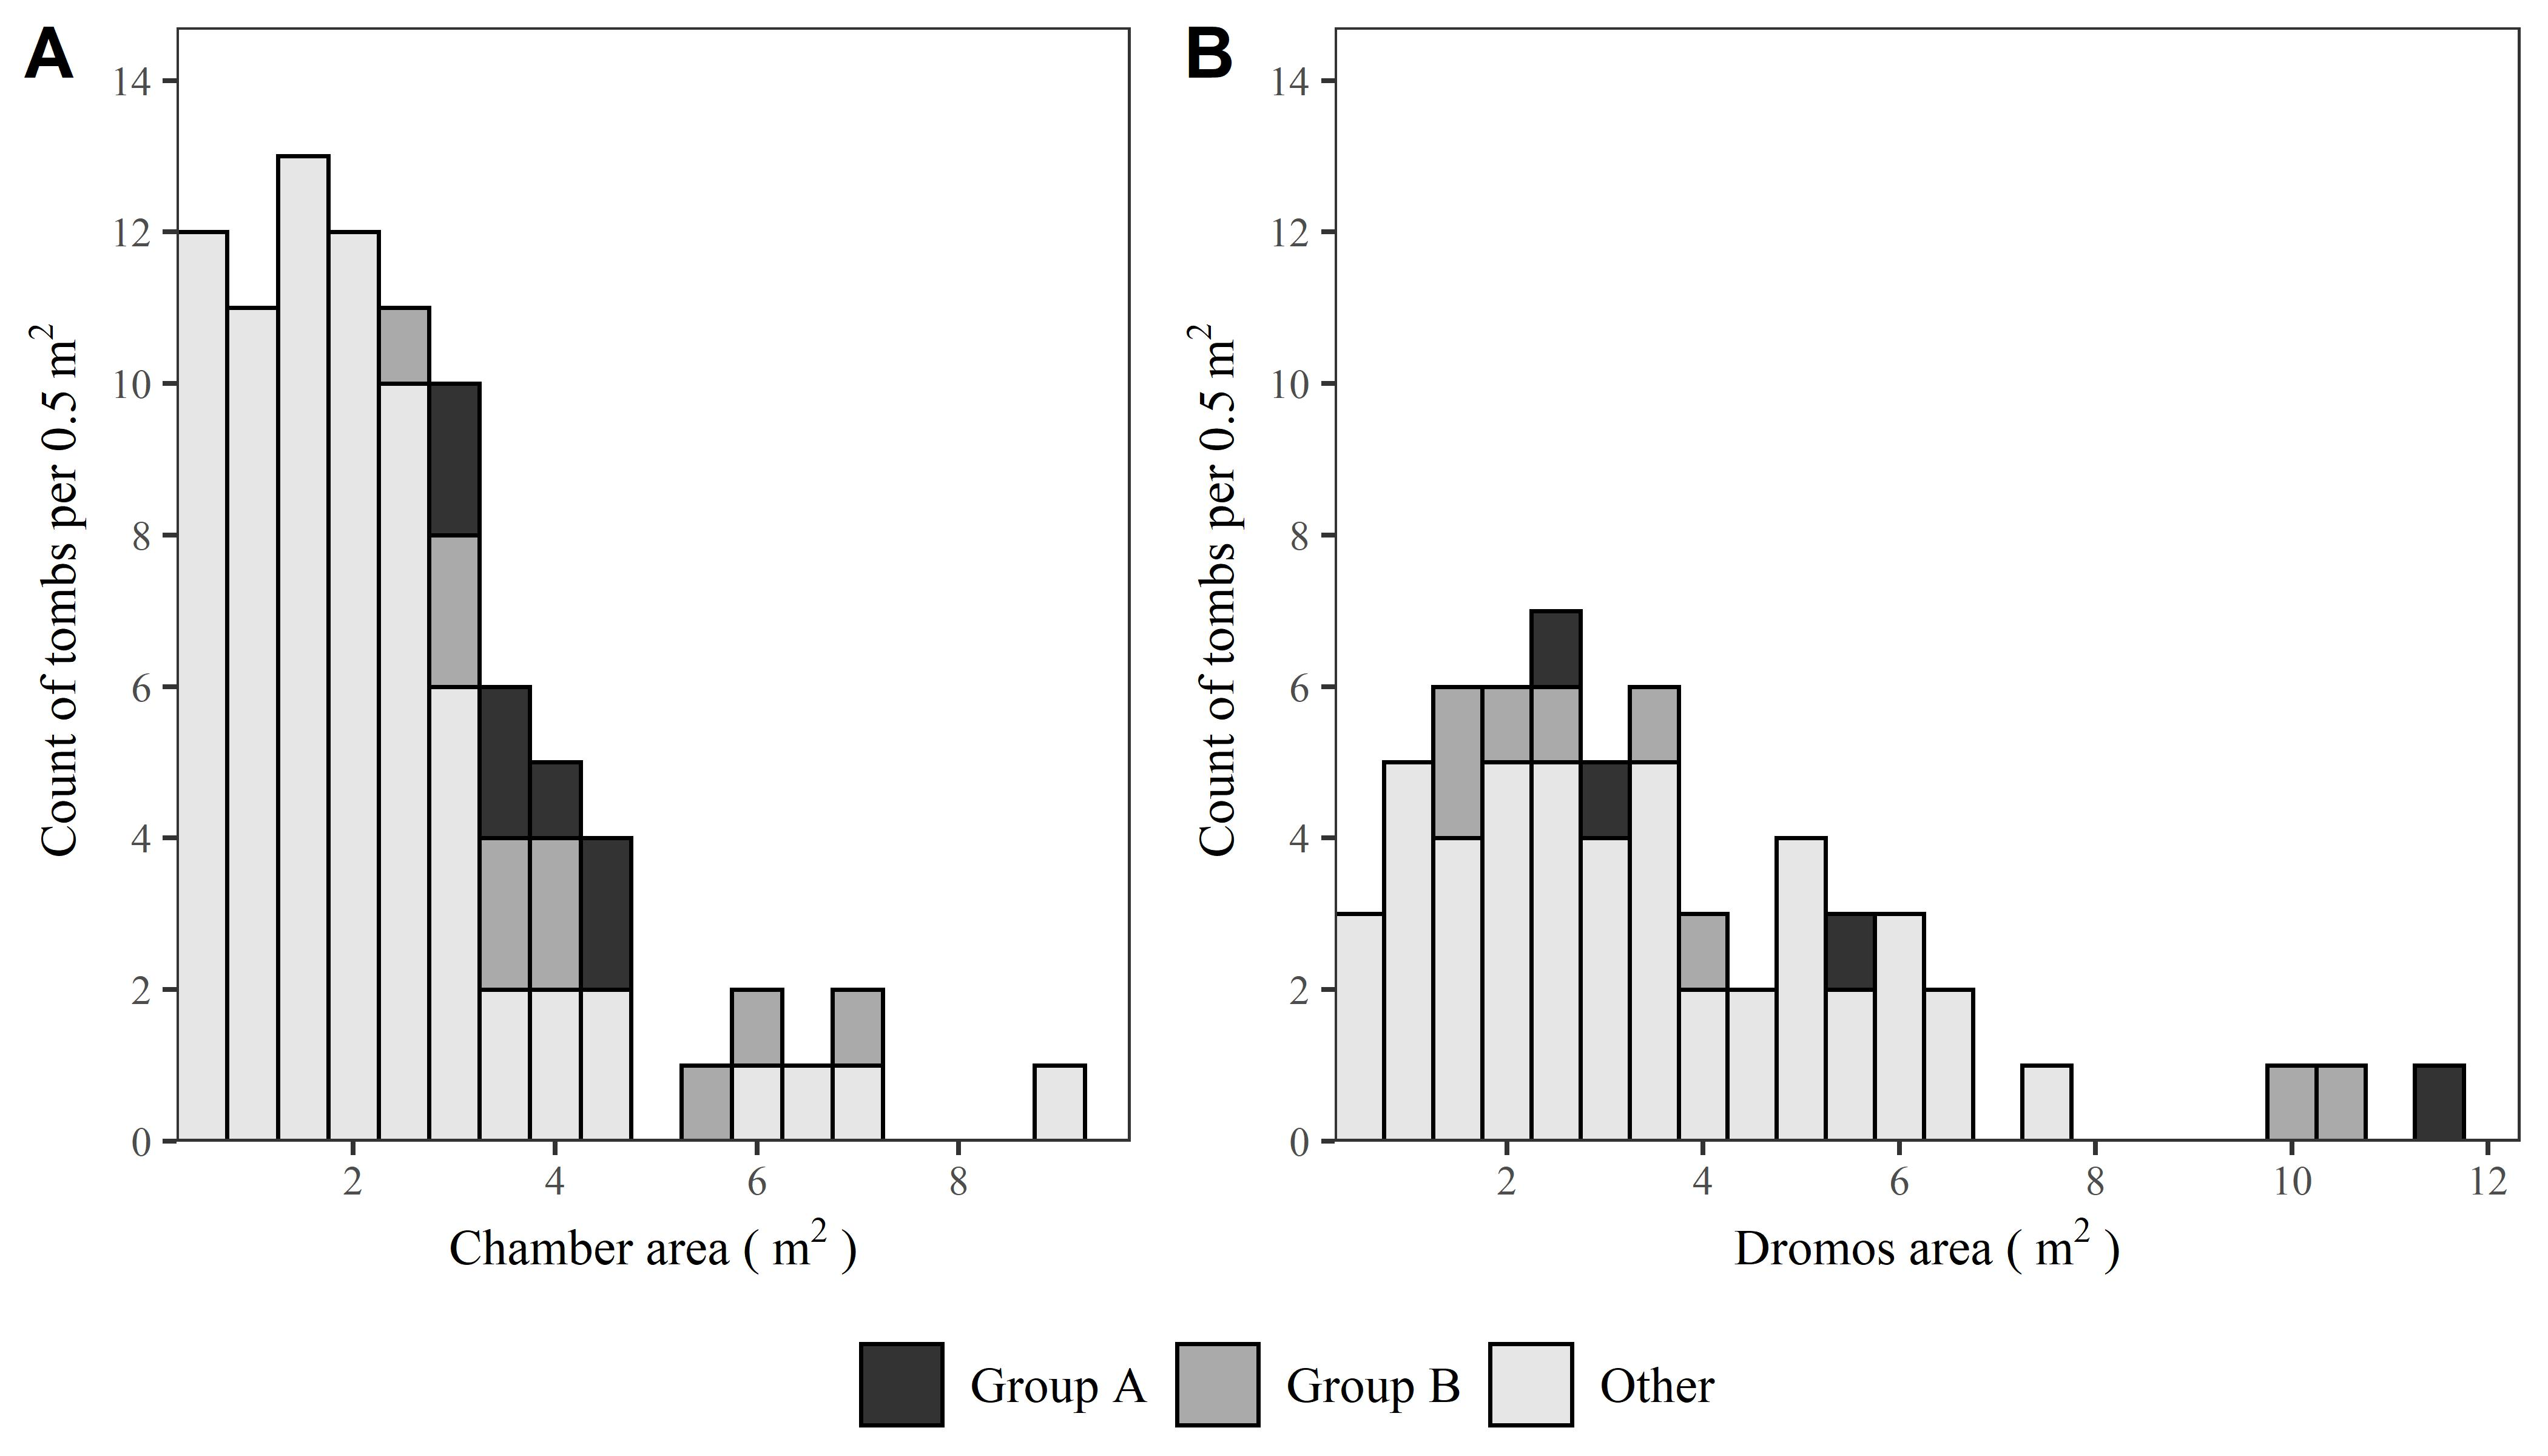 A
Count of tombs per 0.5 m²
14
12
10
8
6
4
2
0
2 4 6 8
Chamber area ( m² )
B
Count of tombs per 0.5 m²
14
12
10
8
6
4
2
0
2 4 6 8 10 12
Dromos area ( m² )
Group A Group B Other